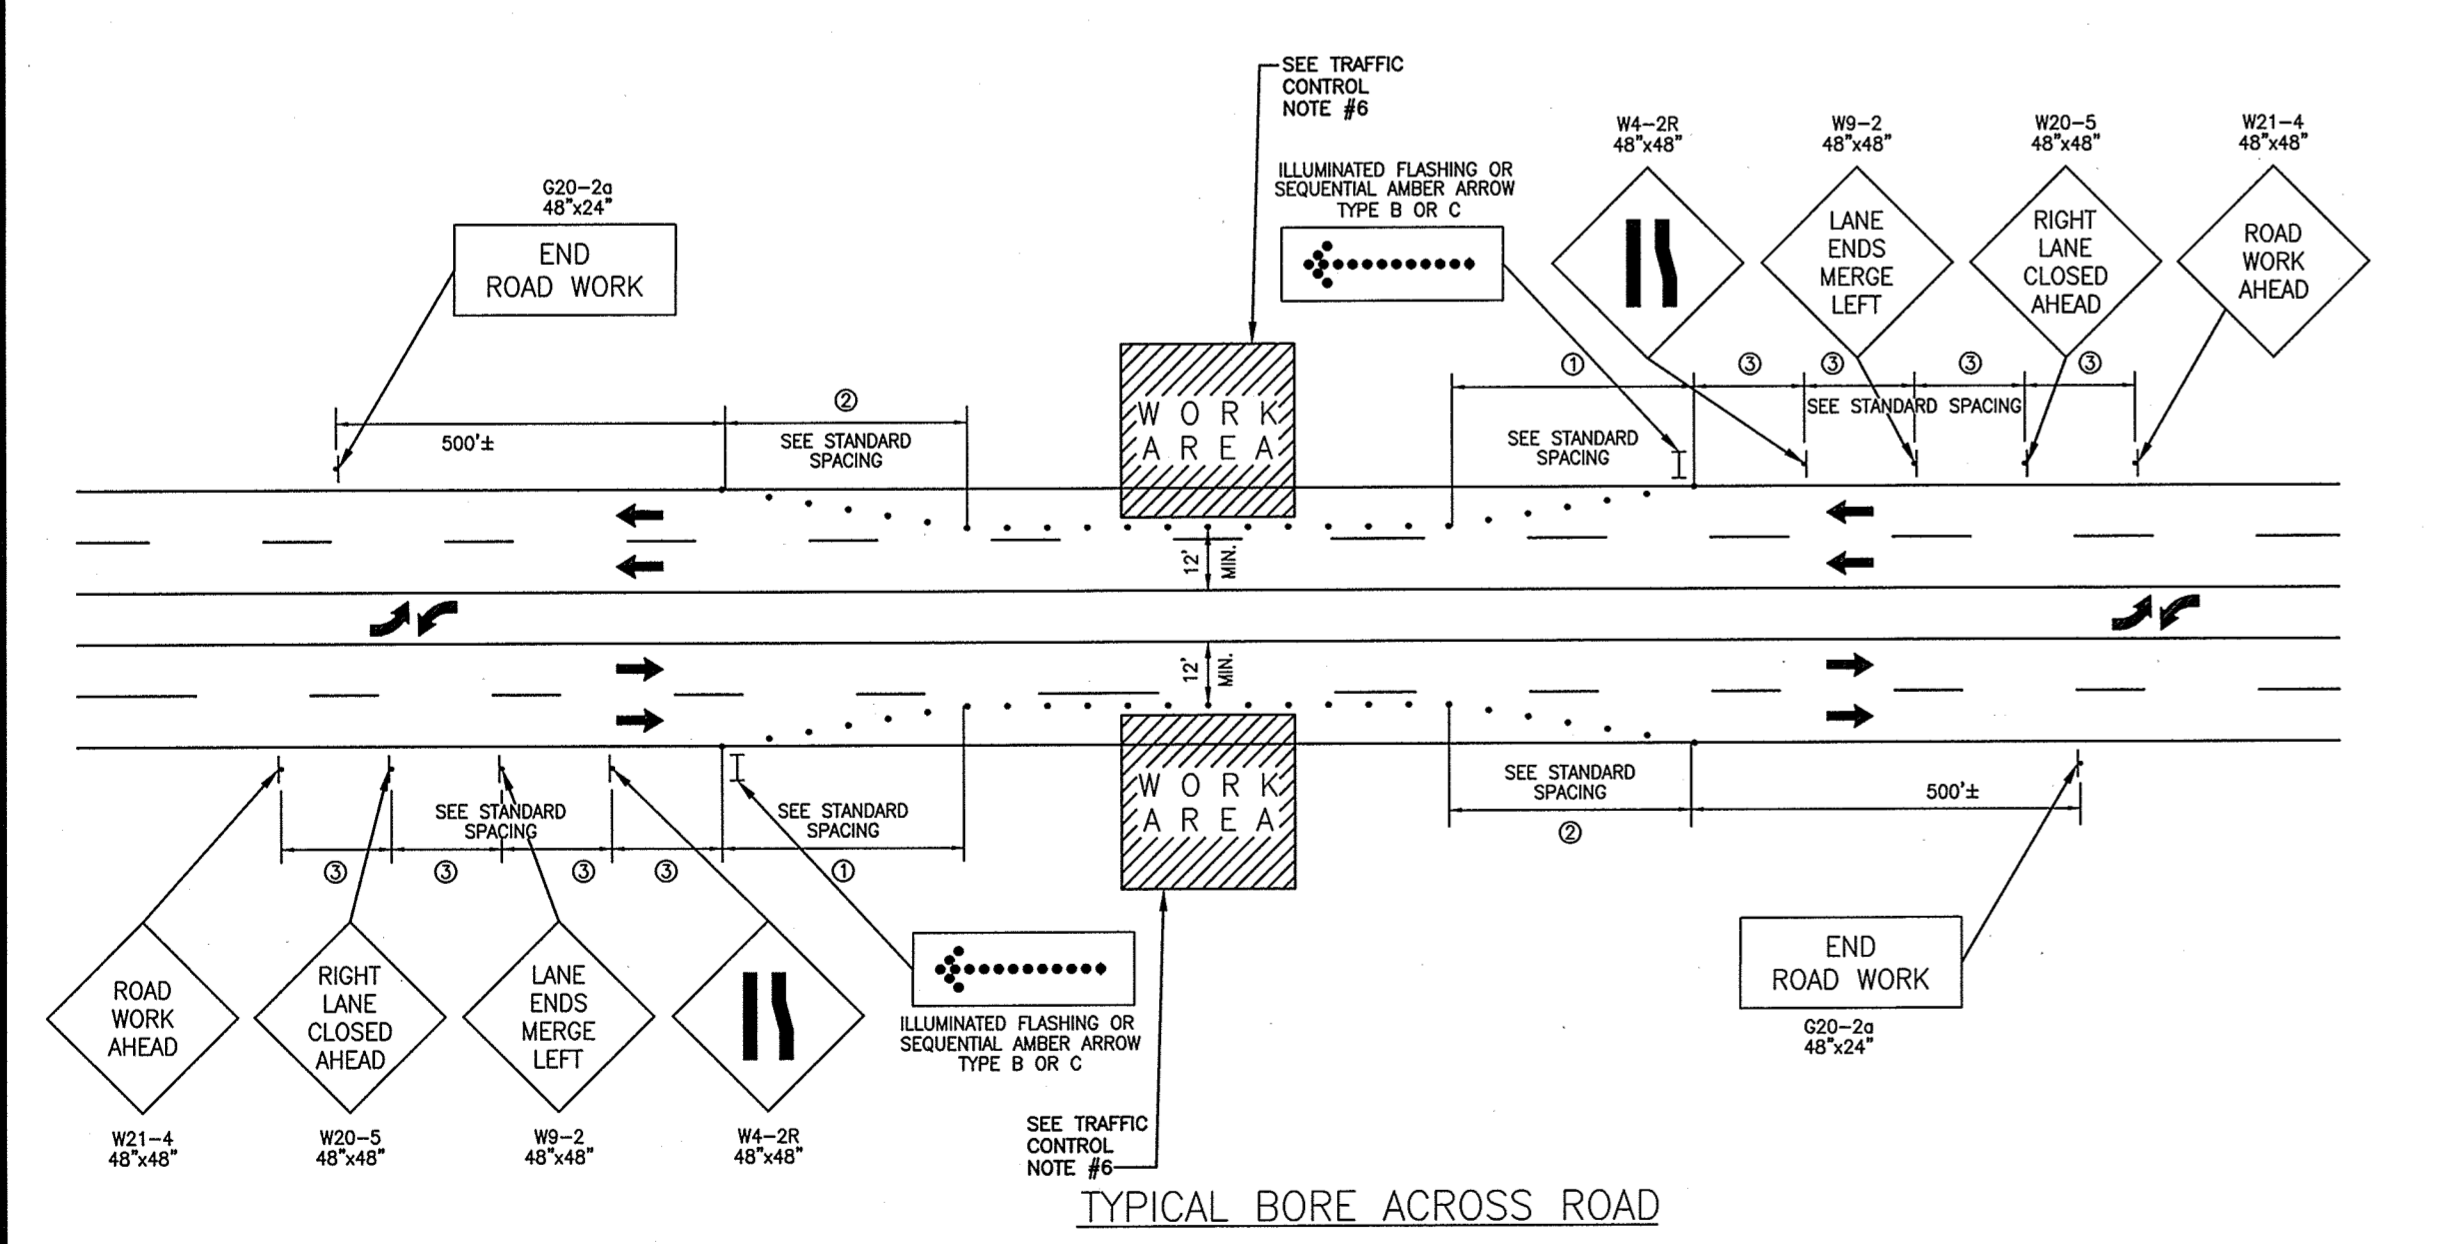 SEE TRAFFIC
CONTROL
NOTE #6
G20-2a
48"x24"
END
ROAD WORK
ILLUMINATED FLASHING OR
SEQUENTIAL AMBER ARROW
TYPE B OR C
W4-2R
48"x48"
W9-2
48"x48"
LANE
ENDS
MERGE
LEFT
W20-5
48"x48"
RIGHT
LANE
CLOSED
AHEAD
W21-4
48"x48"
ROAD
WORK
AHEAD
500'±
②
SEE STANDARD
SPACING
WORK
AREA
①
SEE STANDARD
SPACING
③
③
③
③
SEE STANDARD SPACING
12'
MIN.
12'
MIN.
SEE STANDARD
SPACING
③
③
③
③
SEE STANDARD
SPACING
①
WORK
AREA
SEE STANDARD
SPACING
②
500'±
ROAD
WORK
AHEAD
W21-4
48"x48"
RIGHT
LANE
CLOSED
AHEAD
W20-5
48"x48"
LANE
ENDS
MERGE
LEFT
W9-2
48"x48"
W4-2R
48"x48"
ILLUMINATED FLASHING OR
SEQUENTIAL AMBER ARROW
TYPE B OR C
END
ROAD WORK
G20-2a
48"x24"
SEE TRAFFIC
CONTROL
NOTE #6
TYPICAL BORE ACROSS ROAD